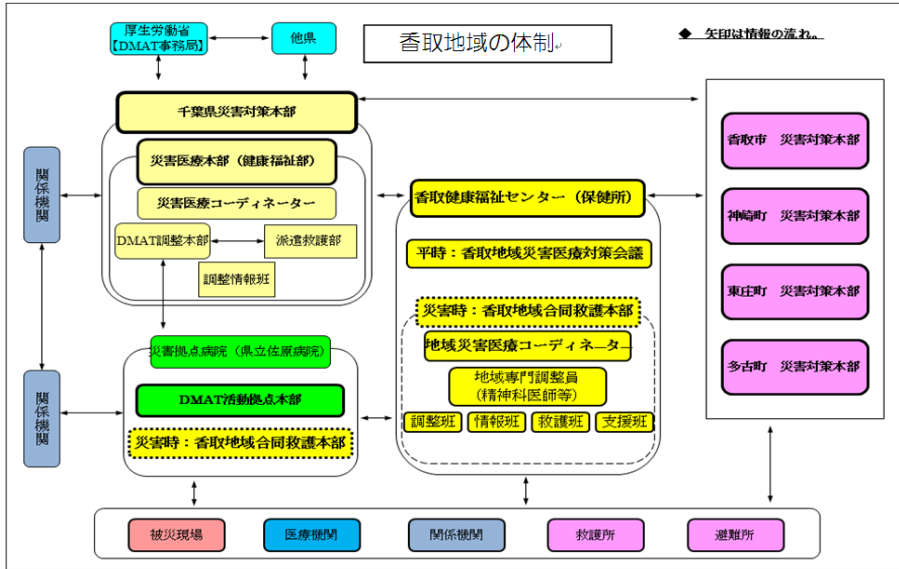 厚生労働省
【DMAT事務局】
他県
香取地域の体制
◆ 矢印は情報の流れ。
千葉県災害対策本部
災害医療本部（健康福祉部）
災害医療コーディネーター
DMAT調整本部
派遣救護部
調整情報班
関係機関
香取健康福祉センター（保健所）
平時：香取地域災害医療対策会議
災害時：香取地域合同救護本部
地域災害医療コーディネーター
地域専門調整員
(精神科医師等)
調整班
情報班
救護班
支援班
香取市 災害対策本部
神崎町 災害対策本部
東庄町 災害対策本部
多古町 災害対策本部
関係機関
災害拠点病院（県立佐原病院）
DMAT活動拠点本部
災害時：香取地域合同救護本部
被災現場
医療機関
関係機関
救護所
避難所